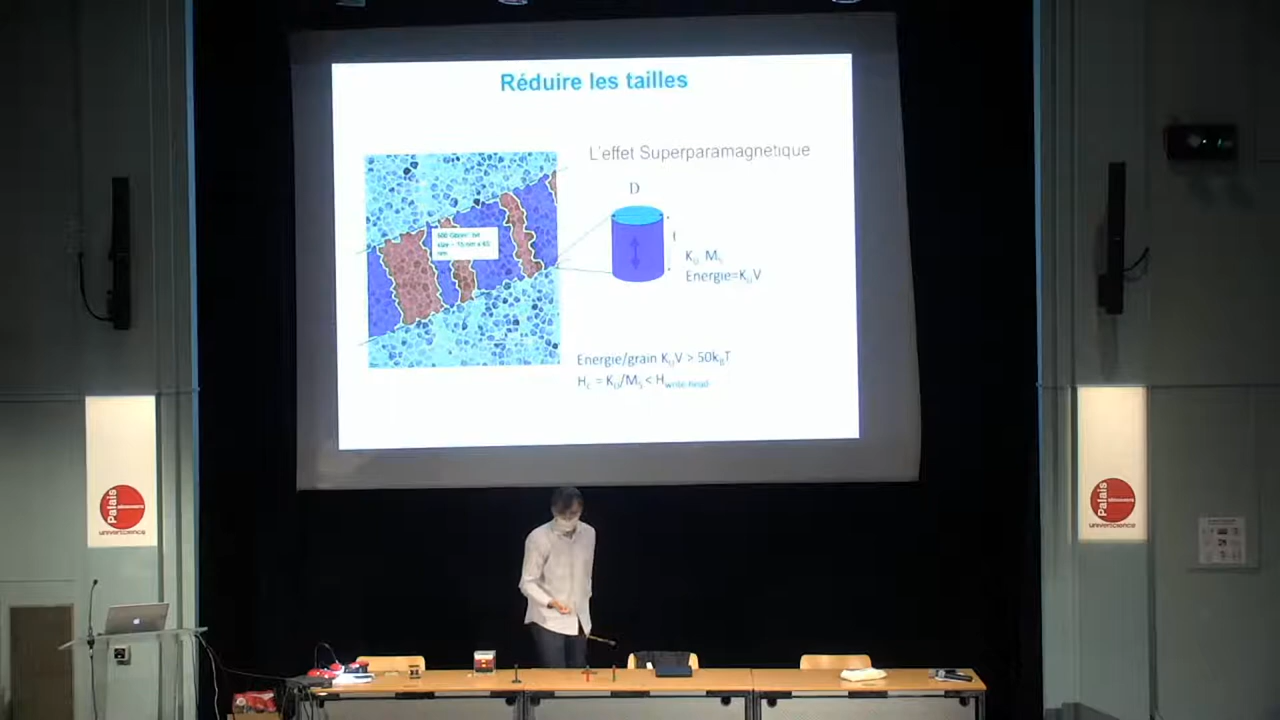 Réduire les tailles
L'effet Superparamagnetique
D
t
K_U M_S
Energie=K_UV
Energie/grain K_UV > 50k_BT
H_c = K_U/M_S < H_write-head
Palais
découverte
universcience
Palais
découverte
universcience